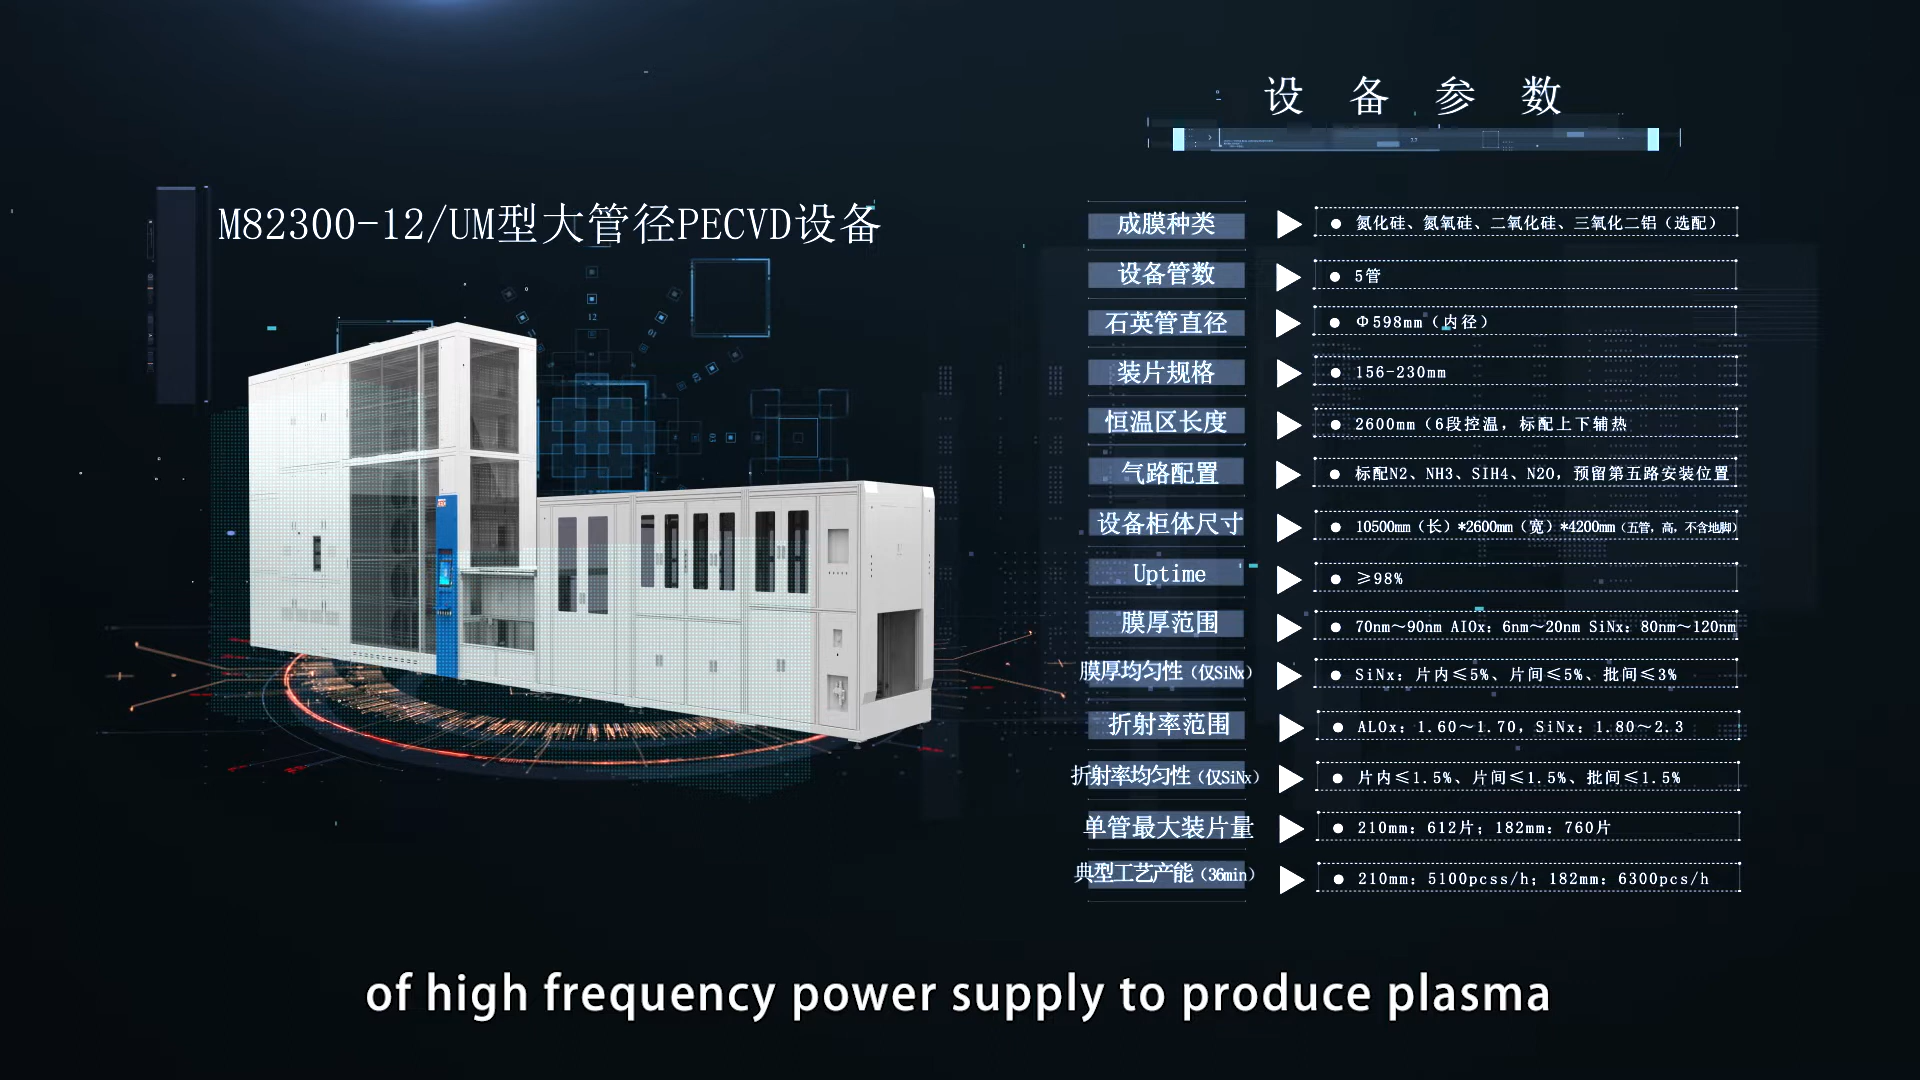 设备参数
M82300-12/UM型大管径PECVD设备
成膜种类
氮化硅、氮氧硅、二氧化硅、三氧化二铝（选配）
设备管数
5管
石英管直径
Φ598mm（内径）
装片规格
156-230mm
恒温区长度
2600mm（6段控温，标配上下辅热
气路配置
标配N2、NH3、SIH4、N2O，预留第五路安装位置
设备柜体尺寸
10500mm（长）*2600mm（宽）*4200mm（五管，高，不含地脚）
Uptime
≥98%
膜厚范围
70nm～90nm AIOx：6nm～20nm SiNx：80nm～120nm
膜厚均匀性（仅SiNx）
SiNx：片内≤5%、片间≤5%、批间≤3%
折射率范围
ALOx：1.60～1.70，SiNx：1.80～2.3
折射率均匀性（仅SiNx）
片内≤1.5%、片间≤1.5%、批间≤1.5%
单管最大装片量
210mm：612片；182mm：760片
典型工艺产能（36min）
210mm：5100pcss/h；182mm：6300pcs/h
of high frequency power supply to produce plasma